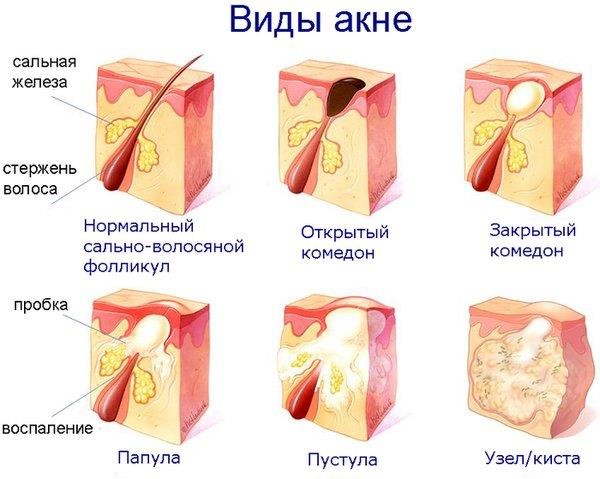 Виды акне
сальная
железа
стержень
волоса
Нормальный
сально-волосяной
фолликул
Открытый
комедон
Закрытый
комедон
пробка
воспаление
Папула
Пустула
Узел/киста